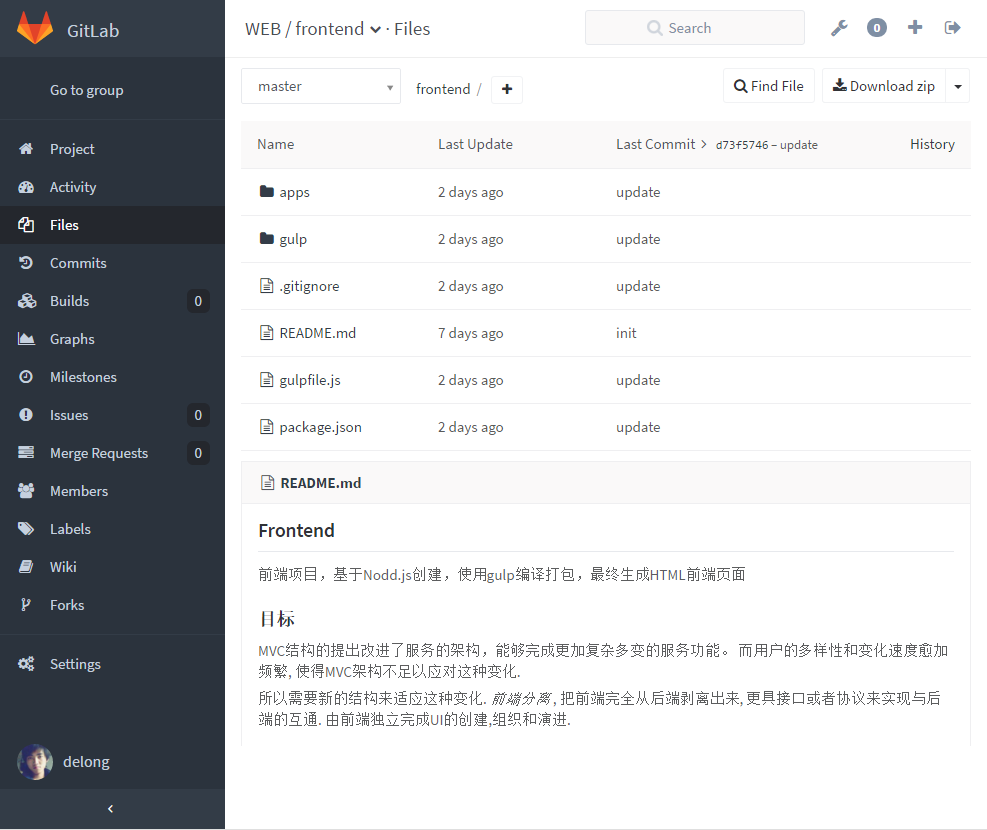 GitLab
WEB / frontend · Files
Search
0
Go to group
Project
Activity
Files
Commits
Builds 0
Graphs
Milestones
Issues 0
Merge Requests 0
Members
Labels
Wiki
Forks
Settings
delong
master
frontend /
Find File
Download zip
Name Last Update Last Commit > d73f5746 – update History
apps 2 days ago update
gulp 2 days ago update
.gitignore 2 days ago update
README.md 7 days ago init
gulpfile.js 2 days ago update
package.json 2 days ago update
README.md
Frontend
前端项目，基于Nodd.js创建，使用gulp编译打包，最终生成HTML前端页面
目标
MVC结构的提出改进了服务的架构，能够完成更加复杂多变的服务功能。 而用户的多样性和变化速度愈加
频繁, 使得MVC架构不足以应对这种变化.
所以需要新的结构来适应这种变化. 前端分离, 把前端完全从后端剥离出来, 更具接口或者协议来实现与后
端的互通. 由前端独立完成UI的创建,组织和演进.